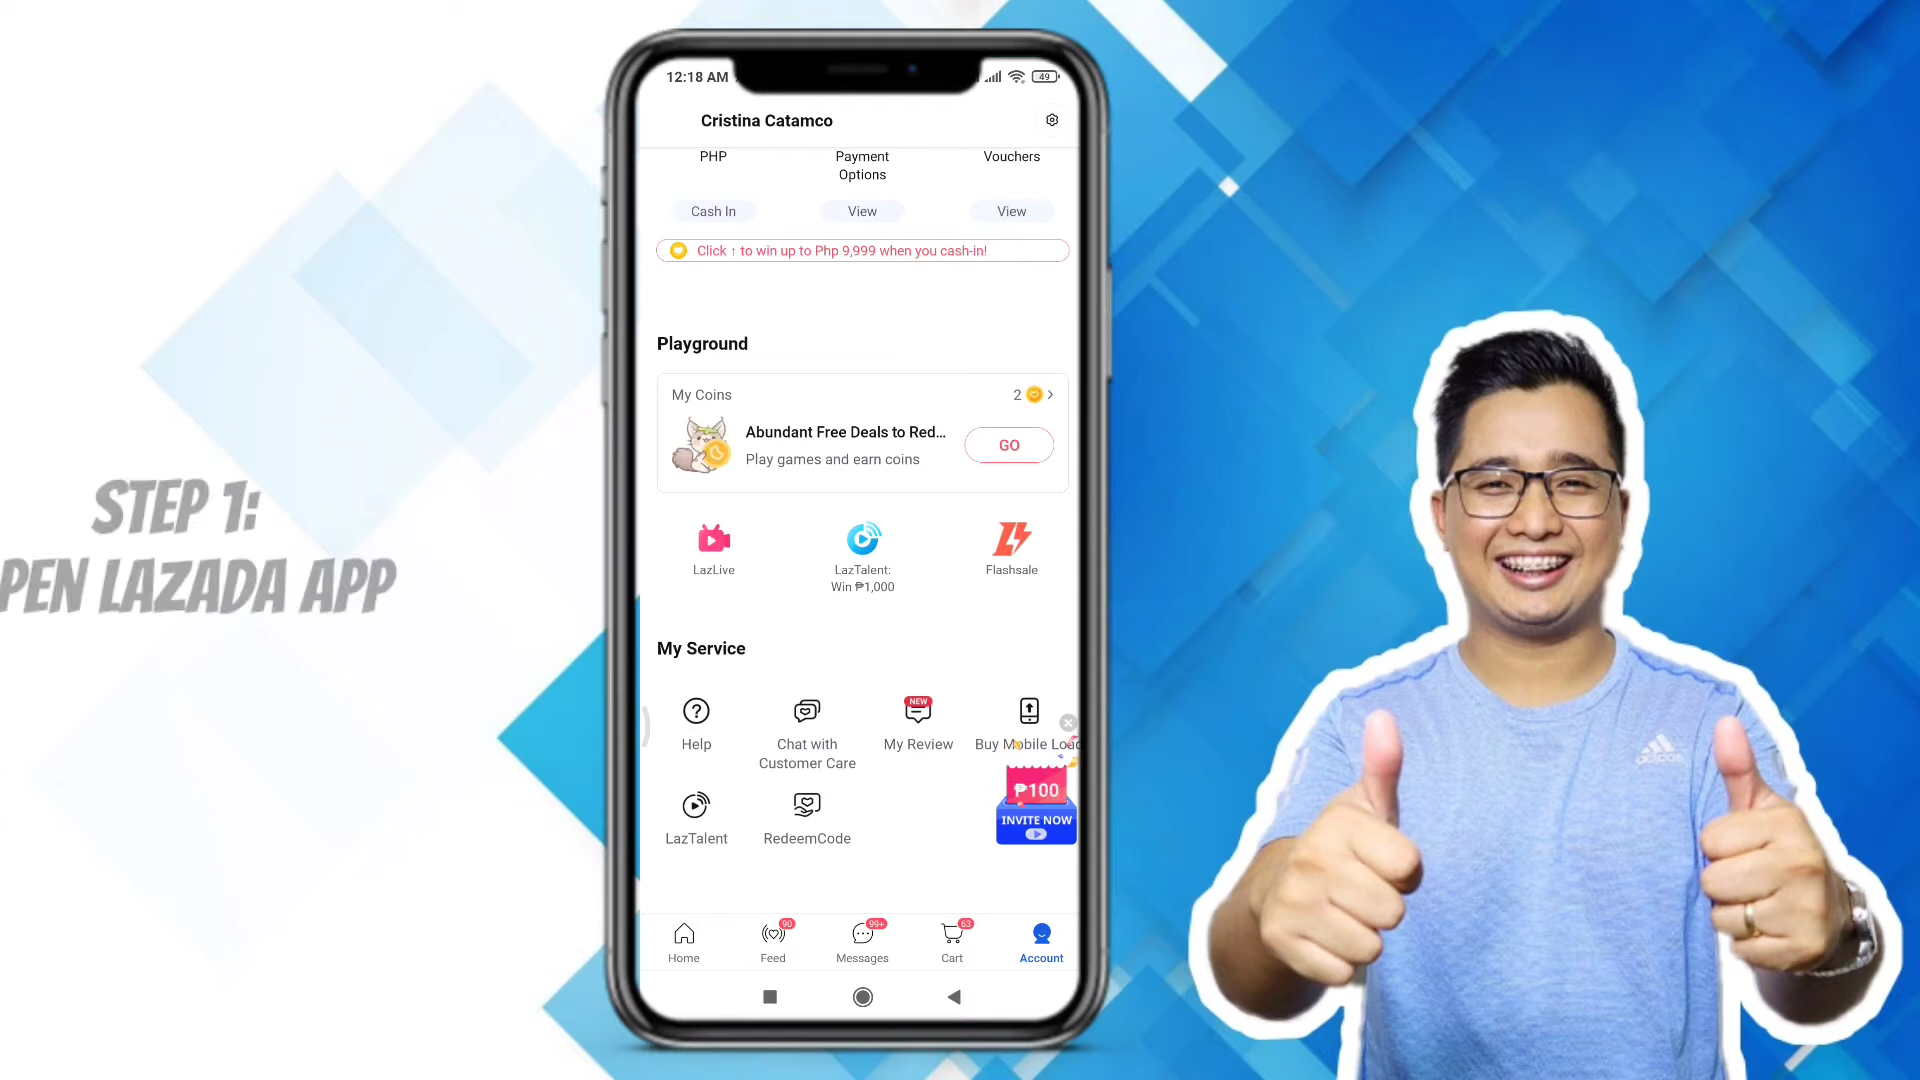 12:18 AM
49
Cristina Catamco
PHP
Payment
Options
Vouchers
Cash In
View
View
Click ↑ to win up to Php 9,999 when you cash-in!
Playground
My Coins
2
Abundant Free Deals to Red...
Play games and earn coins
GO
LazLive
LazTalent:
Win ₱1,000
Flashsale
STEP 1:
PEN LAZADA APP
My Service
Help
Chat with
Customer Care
NEW
My Review
Buy Mobile Load
₱100
INVITE NOW
LazTalent
RedeemCode
Home
90
Feed
99+
Messages
63
Cart
Account
adidas